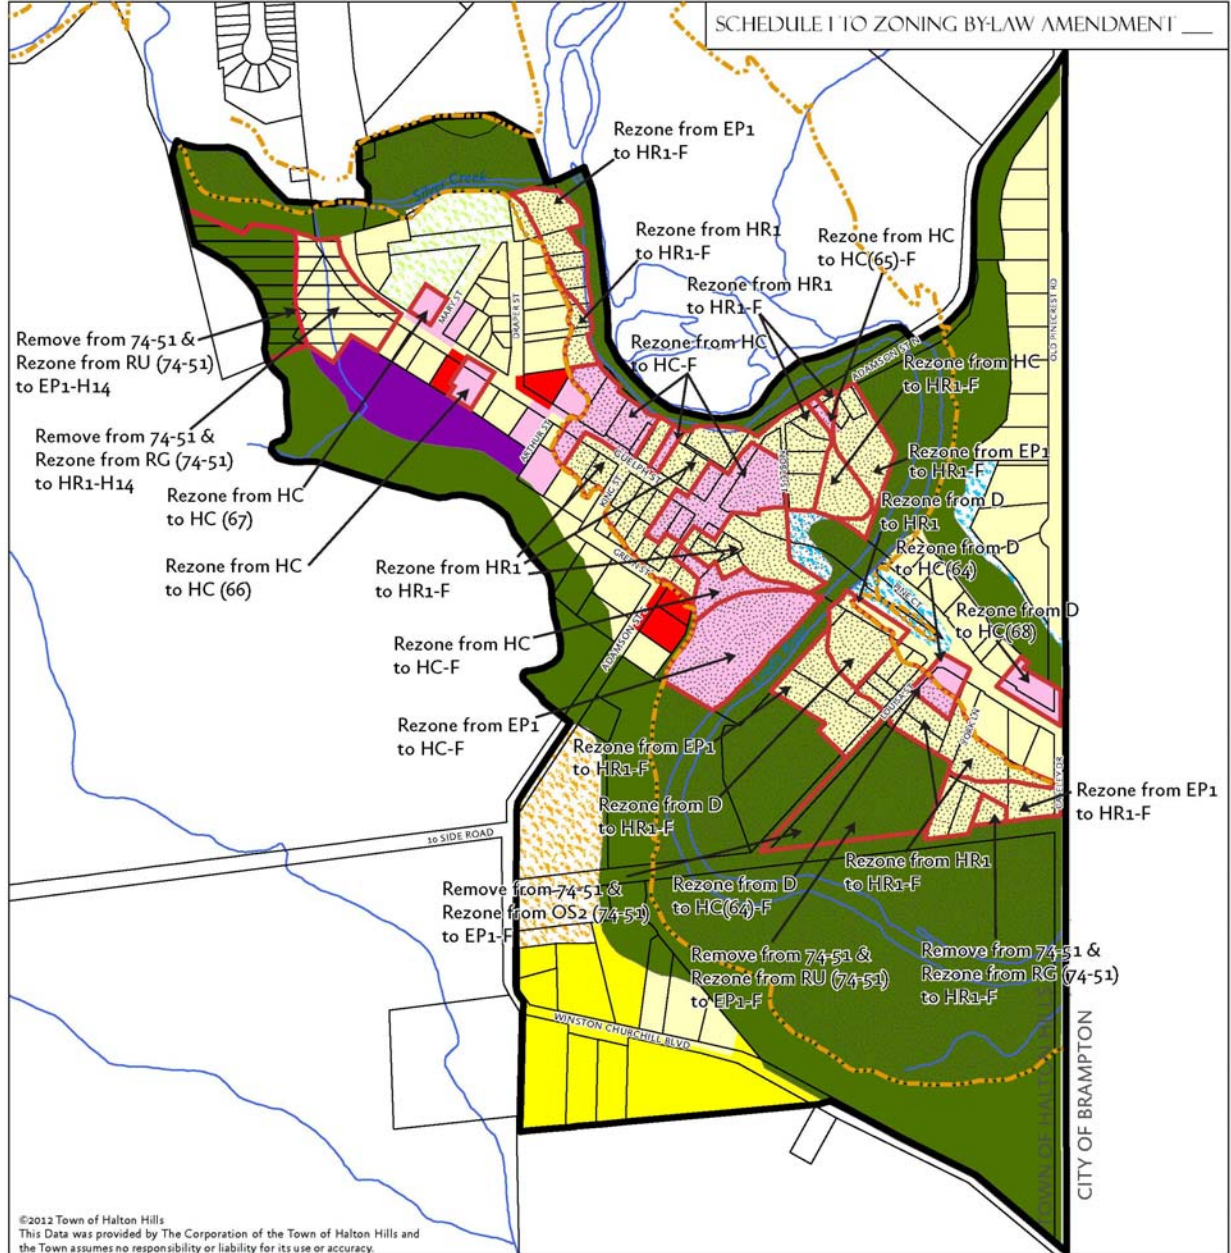 SCHEDULE 1 TO ZONING BY-LAW AMENDMENT ___
Rezone from EP1
to HR1-F
Silver Creek
Rezone from HR1
to HR1-F
Rezone from HC
to HC(65)-F
Rezone from HR1
to HR1-F
OLD PINECREST RD
MARY ST
DRAPER ST
Remove from 74-51 &
Rezone from RU (74-51)
to EP1-H14
Rezone from HC
to HC-F
ADAMSON ST N
Rezone from HC
to HR1-F
Remove from 74-51 &
Rezone from RG (74-51)
to HR1-H14
ARTHUR ST
GUELPH ST
Rezone from EP1
to HR1-F
Rezone from HC
to HC (67)
KING ST
Rezone from D
to HR1
Rezone from HC
to HC (66)
Rezone from HR1
to HR1-F
GREEN ST
Rezone from D
to HC(64)
Rezone from D
to HC(68)
ADAMSON ST S
Rezone from HC
to HC-F
LOUISA ST
YORK LN
Rezone from EP1
to HC-F
Rezone from EP1
to HR1-F
Rezone from D
to HR1-F
Rezone from EP1
to HR1-F
10 SIDE ROAD
Rezone from HR1
to HR1-F
Remove from 74-51 &
Rezone from OS2 (74-51)
to EP1-F
Rezone from D
to HC(64)-F
Remove from 74-51 &
Rezone from RU (74-51)
to EP1-F
Remove from 74-51 &
Rezone from RG (74-51)
to HR1-F
WINSTON CHURCHILL BLVD
TOWN OF HALTON HILLS
CITY OF BRAMPTON
©2012 Town of Halton Hills
This Data was provided by The Corporation of the Town of Halton Hills and
the Town assumes no responsibility or liability for its use or accuracy.